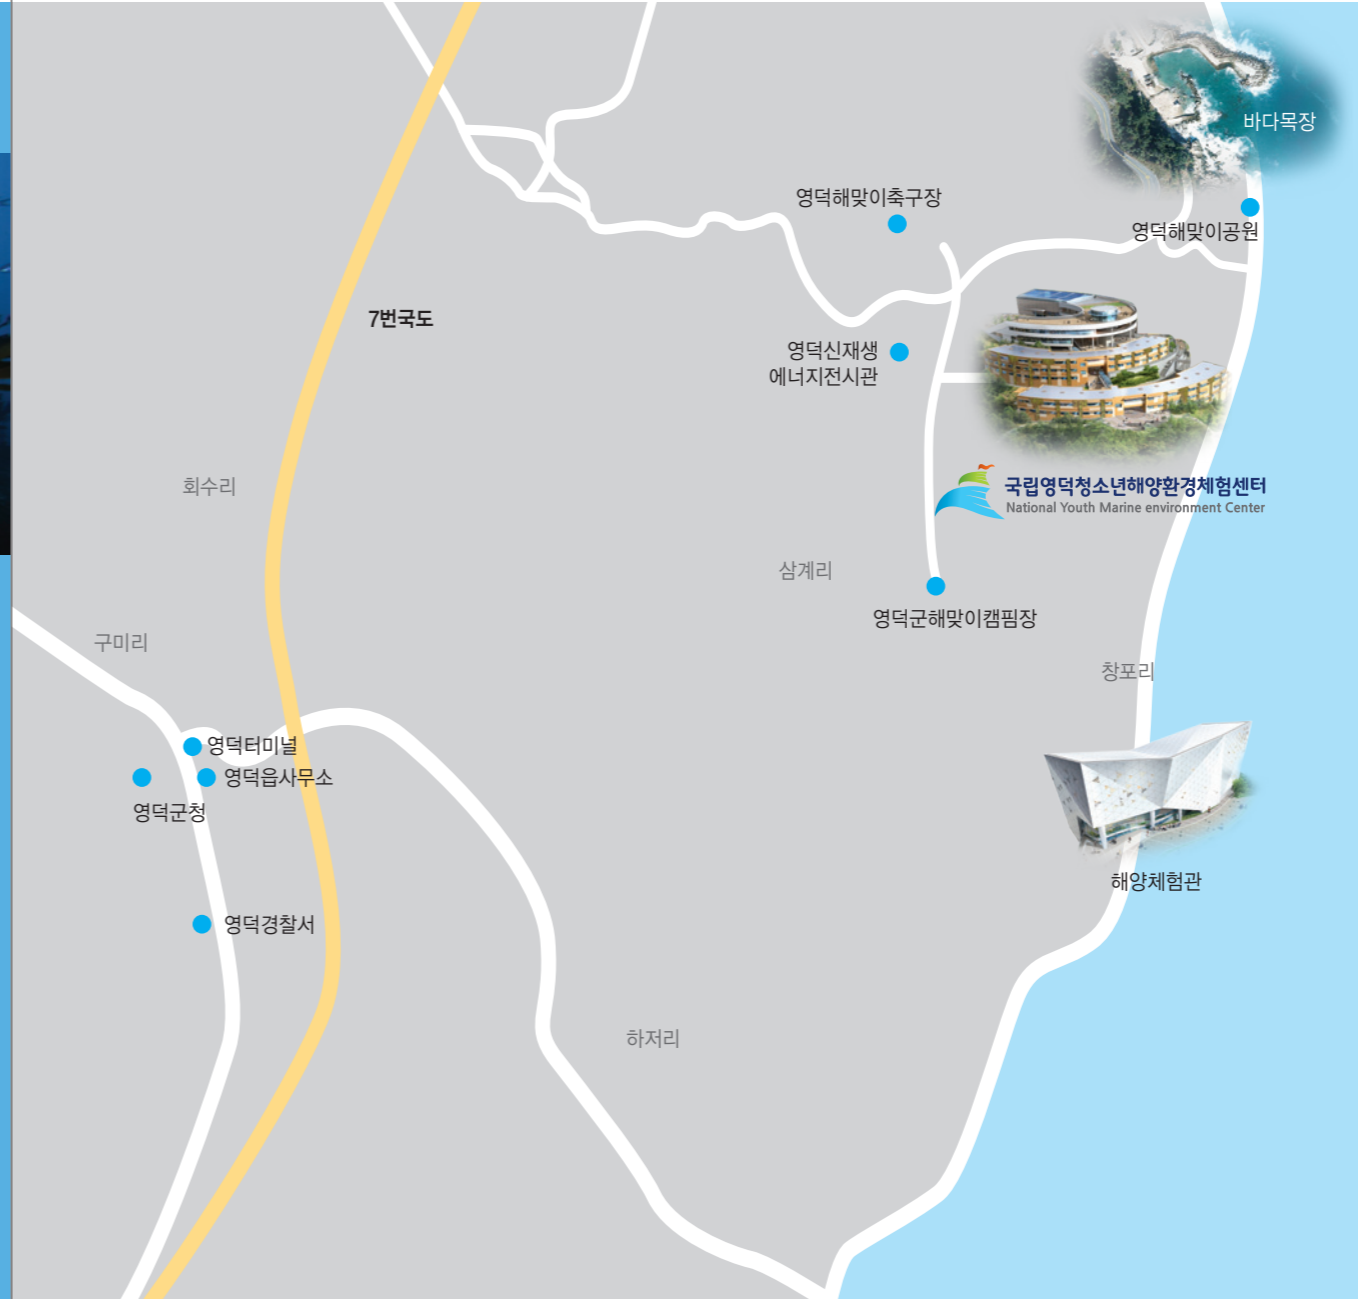 바다목장
영덕해맞이축구장
영덕해맞이공원
7번국도
영덕신재생
에너지전시관
회수리
국립영덕청소년해양환경체험센터
National Youth Marine environment Center
삼계리
영덕군해맞이캠핌장
구미리
창포리
영덕터미널
영덕읍사무소
영덕군청
해양체험관
영덕경찰서
하저리